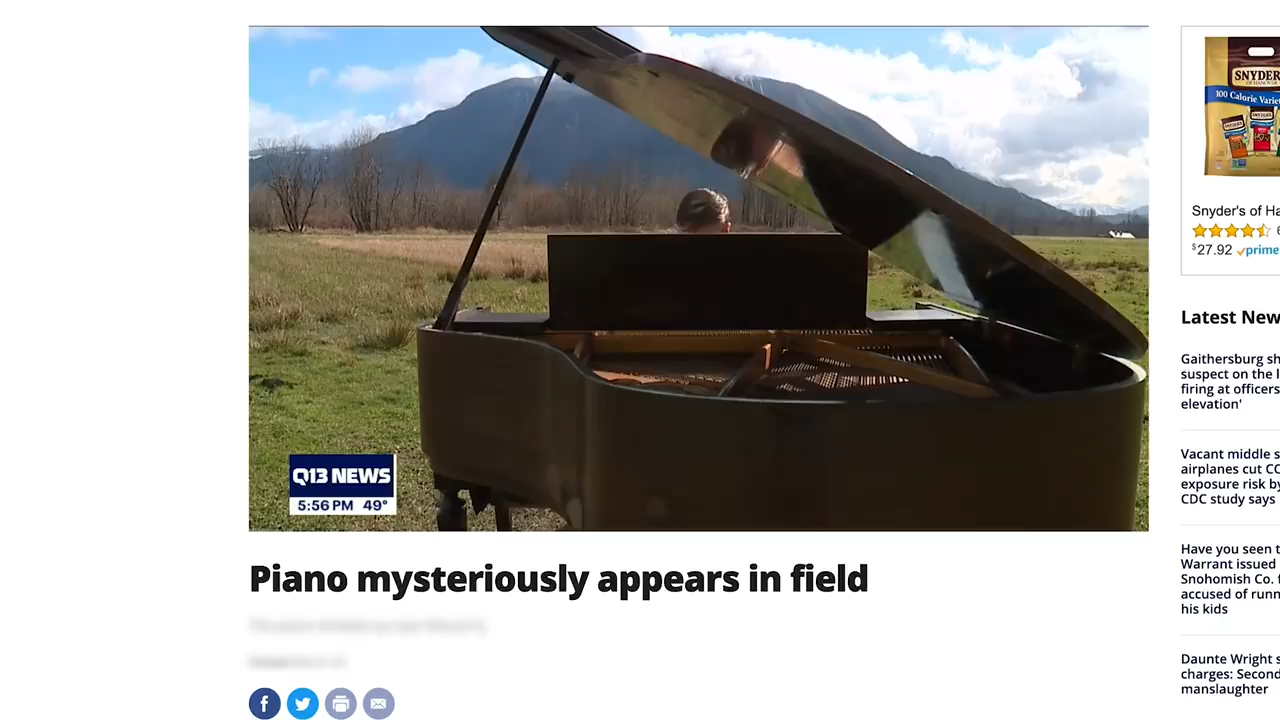 Q13 NEWS
5:56 PM 49°
Piano mysteriously appears in field
SNYDER
OF HANOVER
100 Calorie Varie
Snyder's of Ha
$27.92 prime
Latest New
Gaithersburg sh
suspect on the l
firing at officers
elevation'
Vacant middle s
airplanes cut CO
exposure risk by
CDC study says
Have you seen t
Warrant issued
Snohomish Co. f
accused of runn
his kids
Daunte Wright s
charges: Second
manslaughter